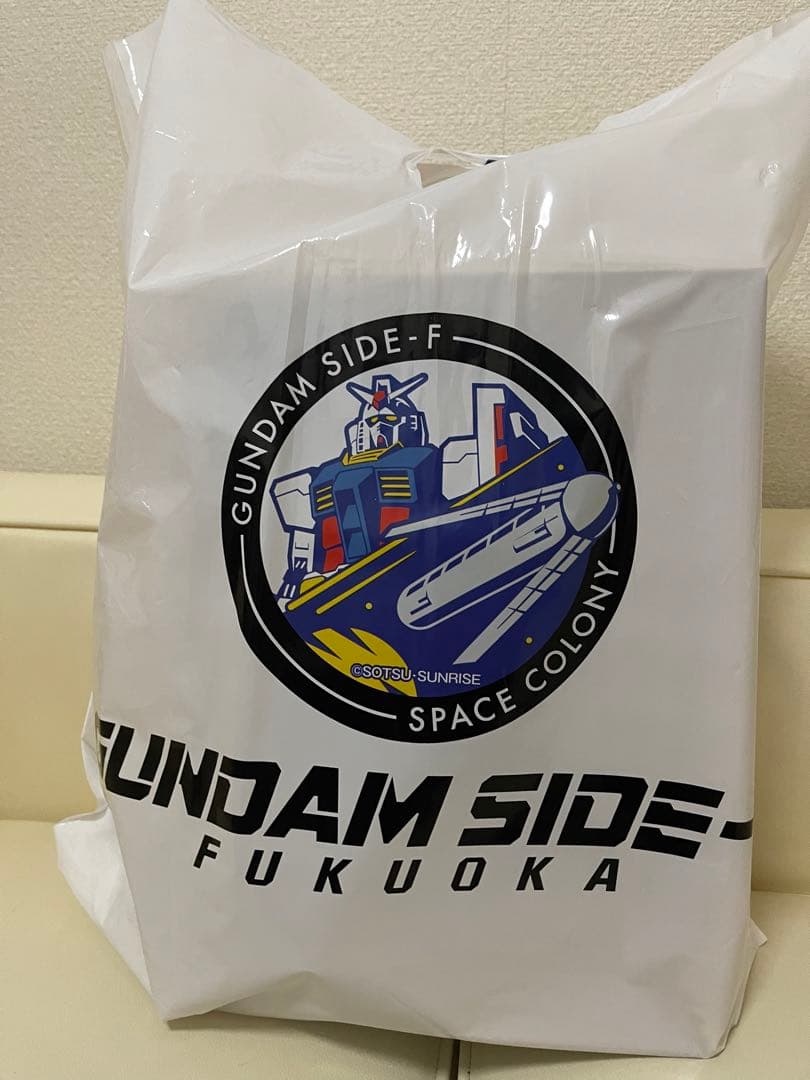 GUNDAM SIDE-F
©SOTSU・SUNRISE
SPACE COLONY
GUNDAM SIDE-
FUKUOKA